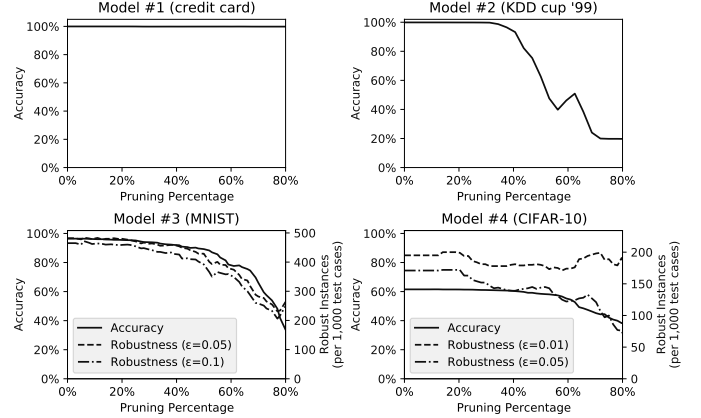 Model #1 (credit card)
Accuracy
100%
80%
60%
40%
20%
0%
0% 20% 40% 60% 80%
Pruning Percentage
Model #2 (KDD cup '99)
Accuracy
100%
80%
60%
40%
20%
0%
0% 20% 40% 60% 80%
Pruning Percentage
Model #3 (MNIST)
Accuracy
100%
80%
60%
40%
20%
0%
500
400
300
200
100
0
Robust Instances
(per 1,000 test cases)
Accuracy
Robustness (ε=0.05)
Robustness (ε=0.1)
0% 20% 40% 60% 80%
Pruning Percentage
Model #4 (CIFAR-10)
Accuracy
100%
80%
60%
40%
20%
0%
200
150
100
50
0
Robust Instances
(per 1,000 test cases)
Accuracy
Robustness (ε=0.01)
Robustness (ε=0.05)
0% 20% 40% 60% 80%
Pruning Percentage